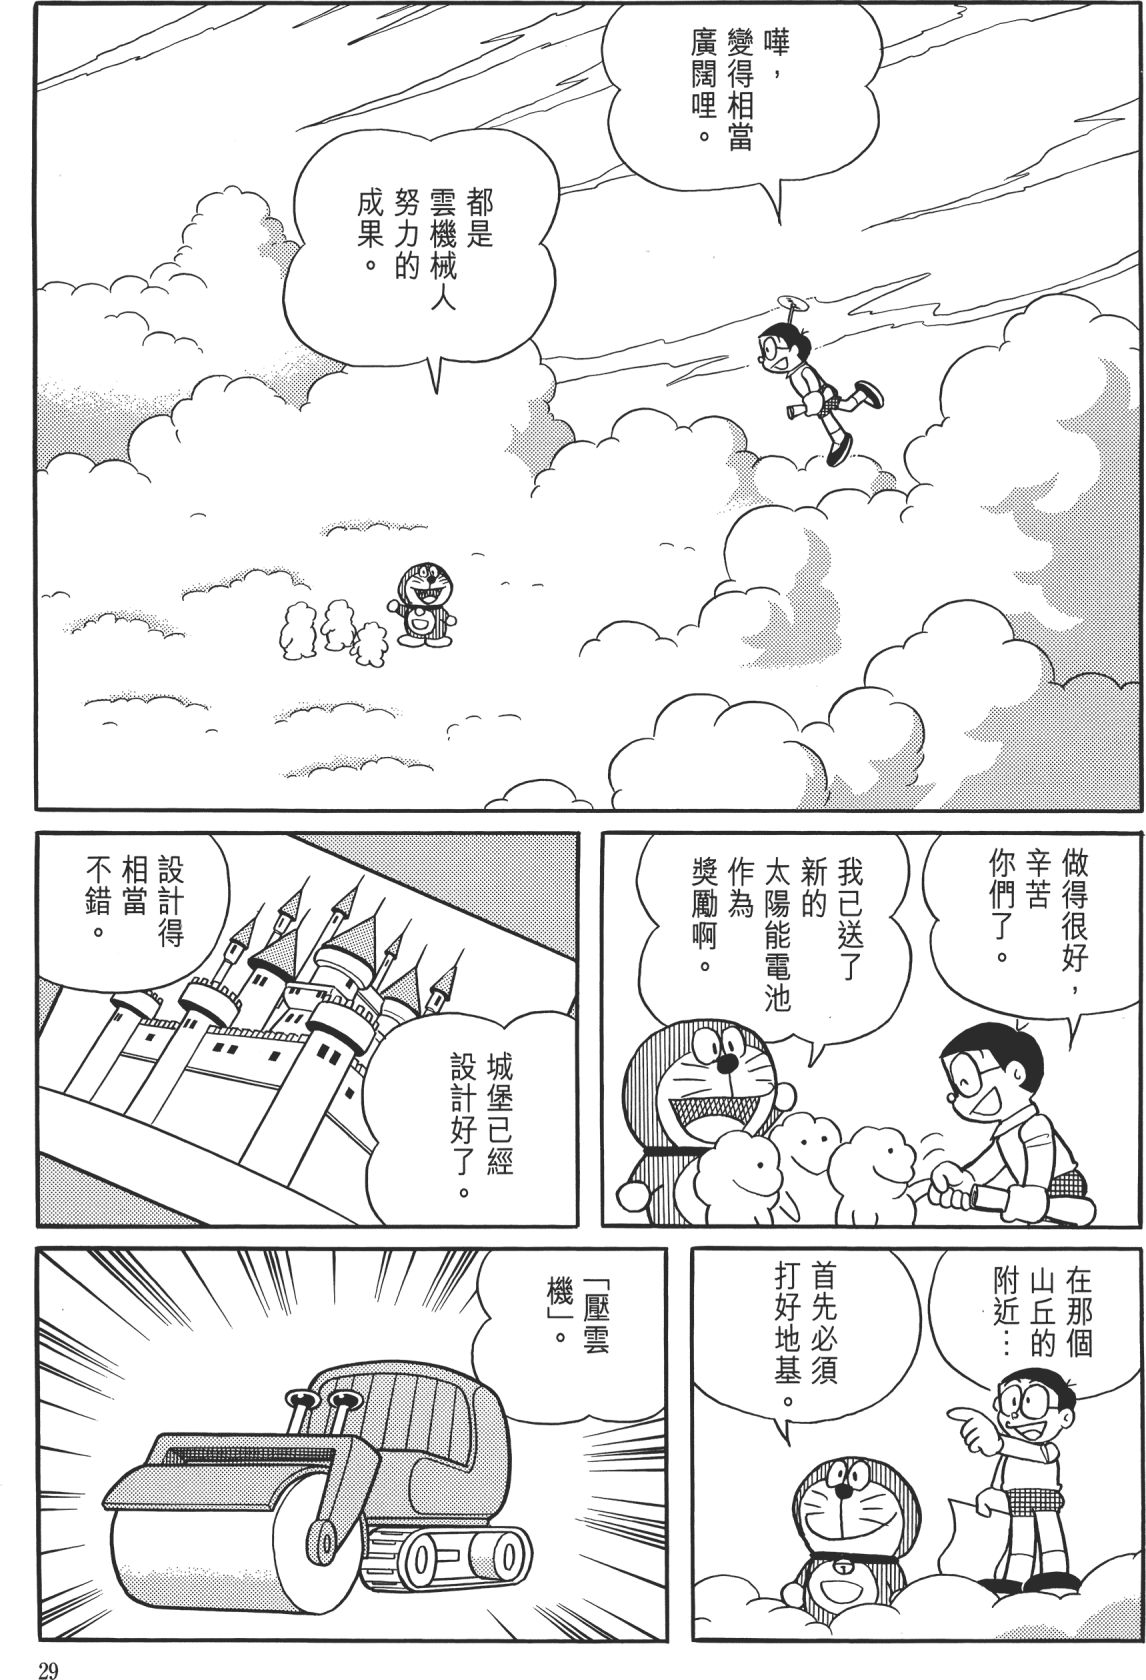 嘩，
變得相當
廣闊哩。
都是
雲機械人
努力的
成果。
做得很好，
辛苦
你們了。
我已送了
新的
太陽能電池
作為
獎勵啊。
城堡已經
設計好了。
設計得
相當
不錯。
在那個
山丘的
附近…
首先必須
打好地基。
「壓雲
機」。
29